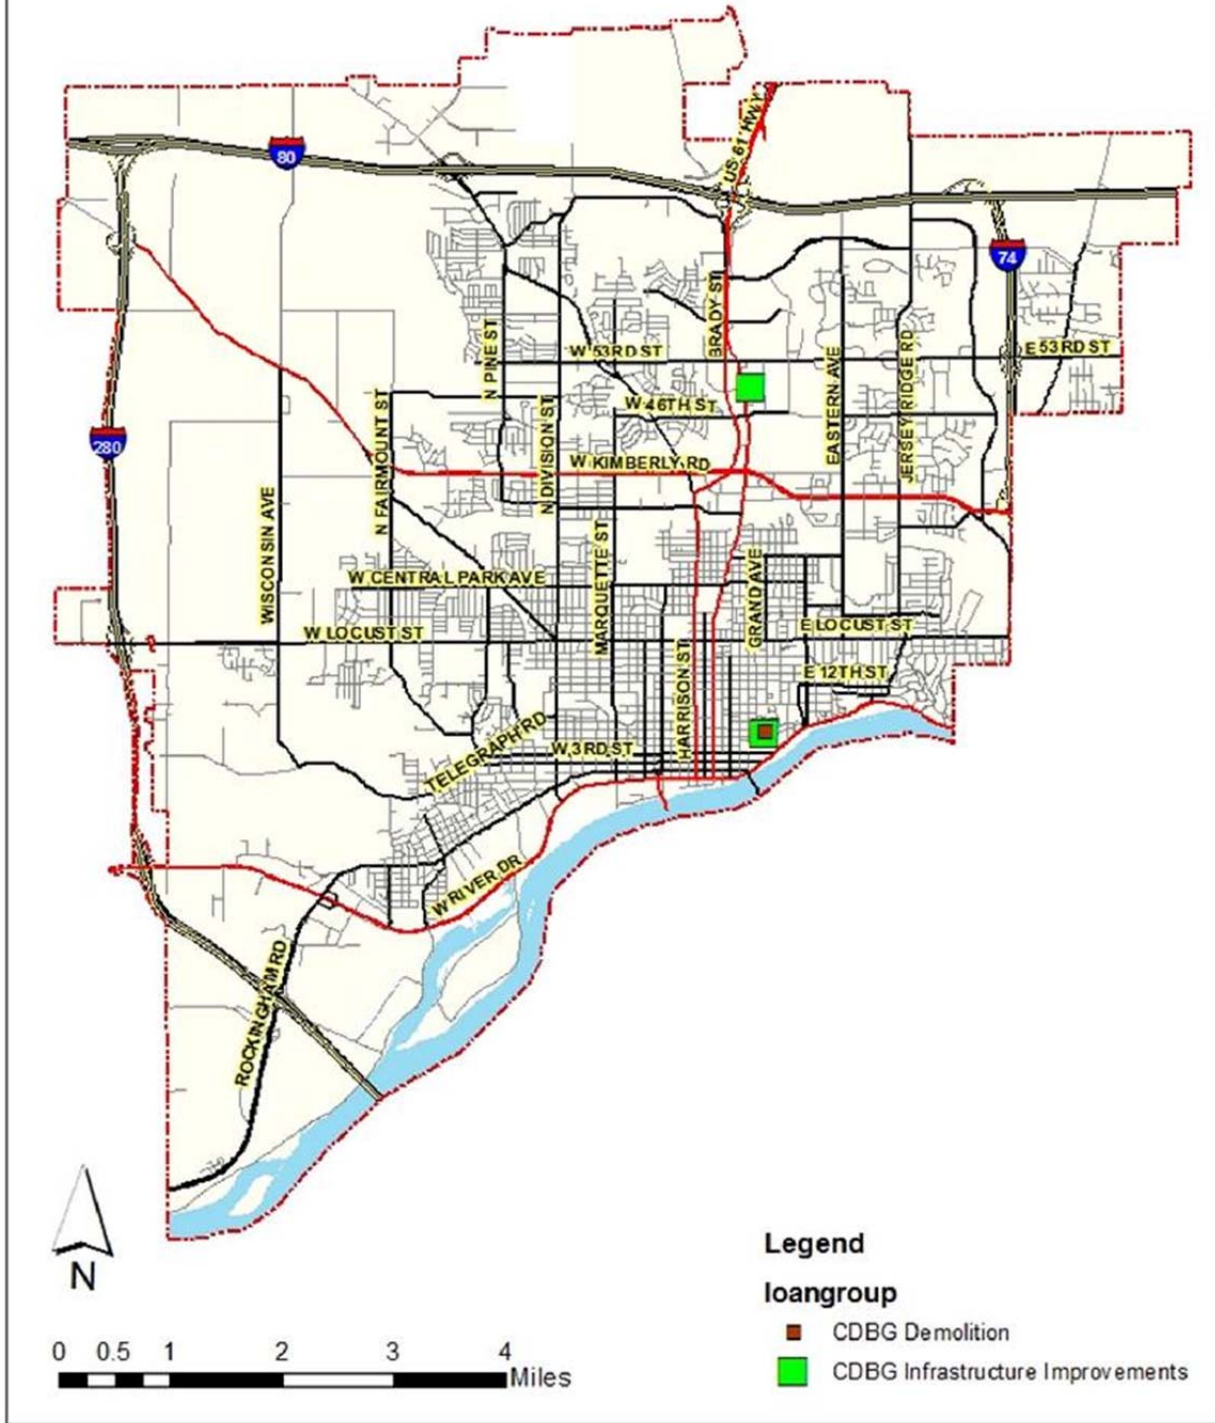 US 61 HWY
80
74
BRADY ST
N PINE ST
W 53RD ST
E 53RD ST
EASTERN AVE
JERSEY RIDGE RD
W 46TH ST
N FAIRMOUNT ST
N DIVISION ST
280
W KIMBERLY RD
WISCONSIN AVE
MARQUETTE ST
W CENTRAL PARK AVE
GRAND AVE
W LOCUST ST
E LOCUST ST
HARRISON ST
E 12TH ST
TELEGRAPH RD
W 3RD ST
W RIVER DR
ROCKINGHAM RD
N
Legend
loangroup
CDBG Demolition
CDBG Infrastructure Improvements
0 0.5 1 2 3 4
Miles